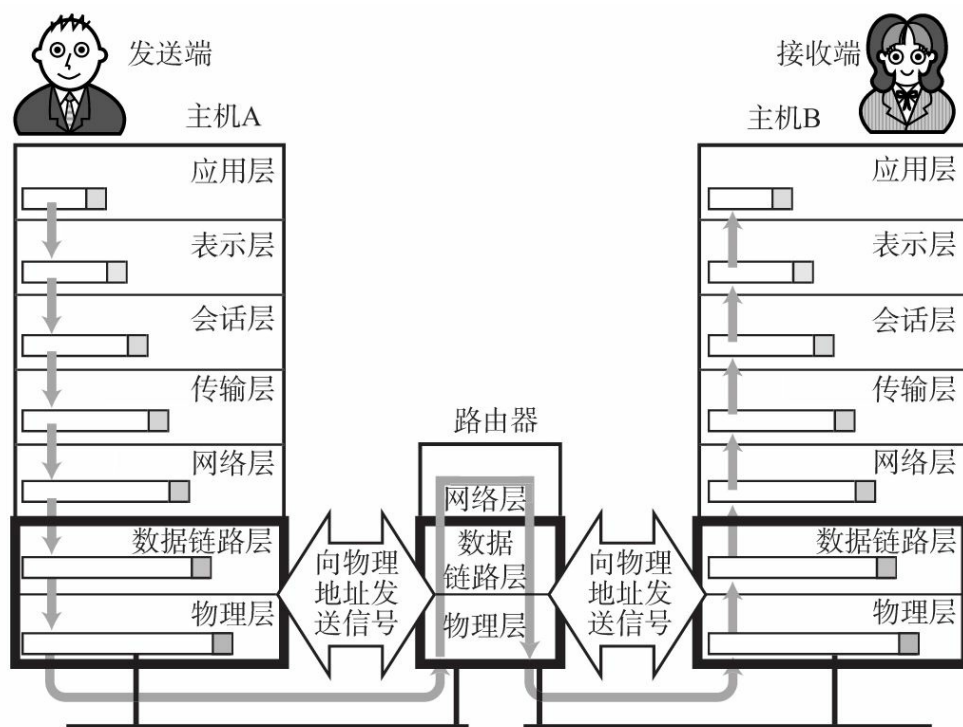 发送端
接收端
主机A
主机B
应用层
表示层
会话层
传输层
网络层
数据链路层
物理层
向物理
地址发
送信号
路由器
网络层
数据
链路层
物理层
向物理
地址发
送信号
应用层
表示层
会话层
传输层
网络层
数据链路层
物理层